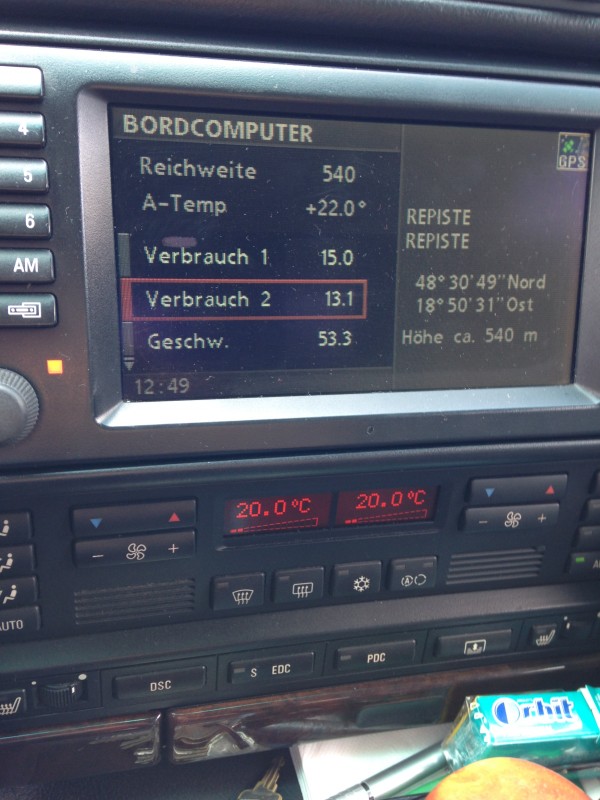 BORDCOMPUTER
GPS
Reichweite 540
A-Temp +22.0°
Verbrauch 1 15.0
Verbrauch 2 13.1
Geschw. 53.3
12:49
REPISTE
REPISTE
48°30'49"Nord
18°50'31"Ost
Höhe ca. 540 m
4
5
6
AM
20.0°C 20.0°C
- +
- +
A
AUTO
DSC
S EDC
PDC
Orbit